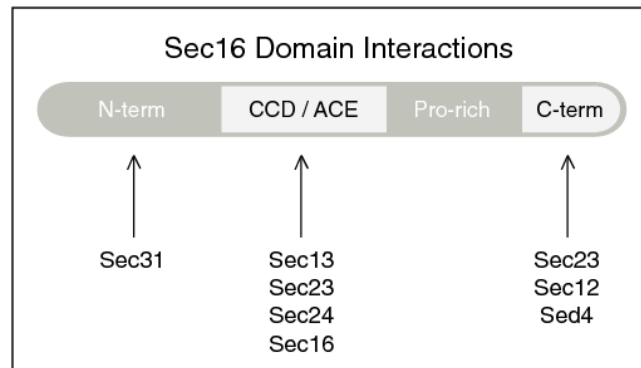 Sec16 Domain Interactions
N-term CCD / ACE Pro-rich C-term
Sec31 Sec13 Sec23
Sec23 Sec12
Sec24 Sed4
Sec16